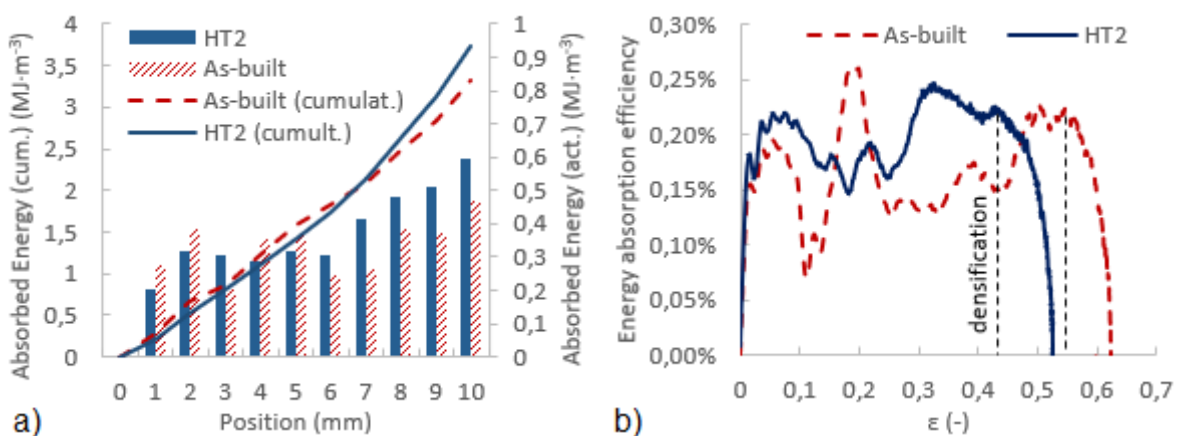 Absorbed Energy (cum.) (MJ·m⁻³)
4
3,5
3
2,5
2
1,5
1
0,5
0
HT2
As-built
As-built (cumulat.)
HT2 (cumult.)
1
0,9
0,8
0,7
0,6
0,5
0,4
0,3
0,2
0,1
0
Absorbed Energy (act.) (MJ·m⁻³)
0 1 2 3 4 5 6 7 8 9 10
Position (mm)
a)
Energy absorption efficiency
0,30%
0,25%
0,20%
0,15%
0,10%
0,05%
0,00%
As-built HT2
densification
0 0,1 0,2 0,3 0,4 0,5 0,6 0,7
ε (-)
b)